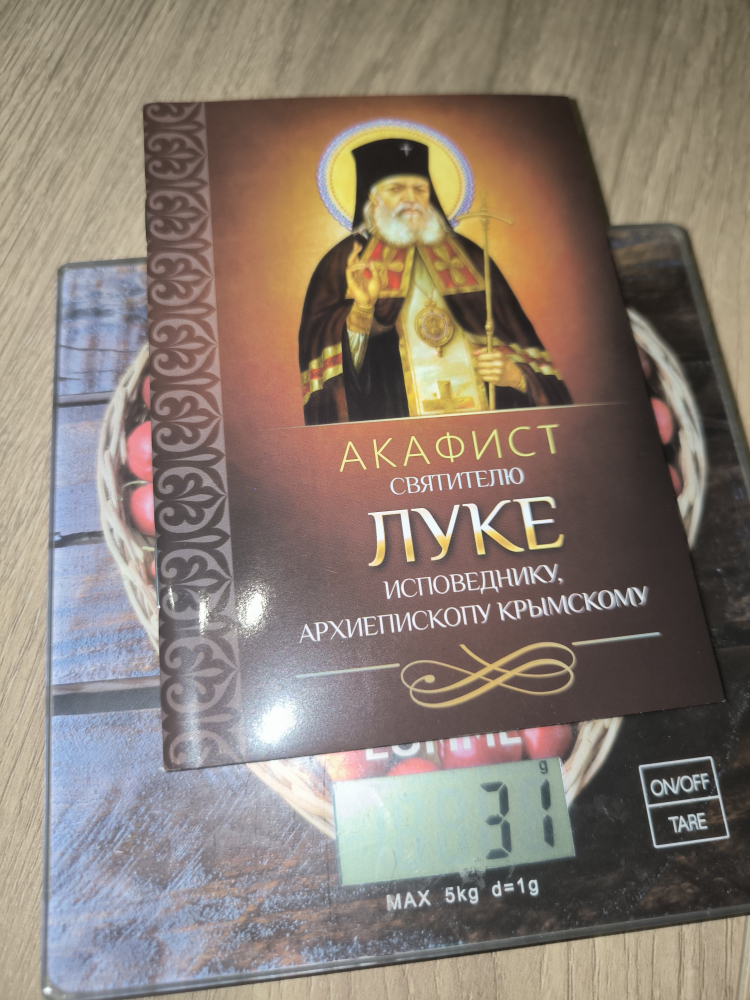 АКАФИСТ
СВЯТИТЕЛЮ
ЛУКЕ
ИСПОВЕДНИКУ,
АРХИЕПИСКОПУ КРЫМСКОМУ
g
31
ON/OFF
TARE
MAX 5kg d=1g